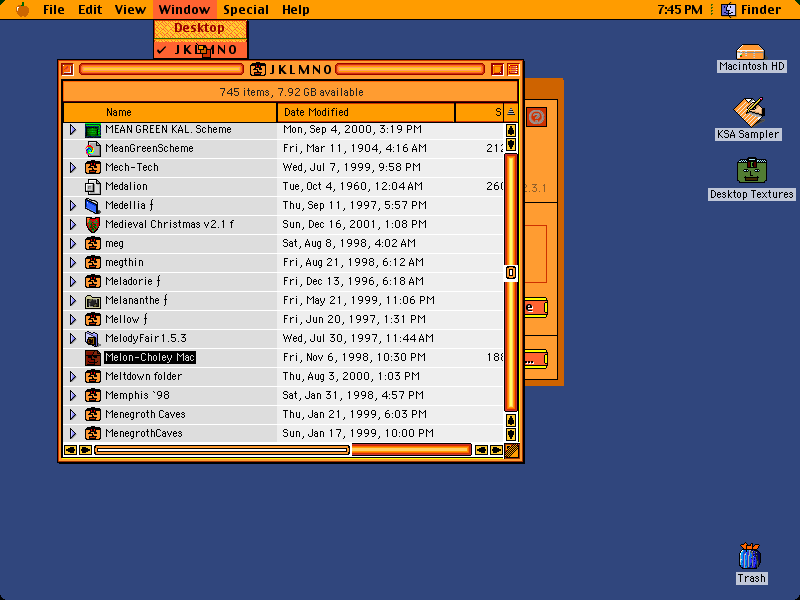 File Edit View Window Special Help 7:45 PM Finder
Desktop
✓ JKLMNO
JKLMNO
745 items, 7.92 GB available
Name Date Modified S
MEAN GREEN KAL. Scheme Mon, Sep 4, 2000, 3:19 PM
MeanGreenScheme Fri, Mar 11, 1904, 4:16 AM 212
Mech-Tech Wed, Jul 7, 1999, 9:58 PM
Medalion Tue, Oct 4, 1960, 12:04 AM 260
Medellia ƒ Thu, Sep 11, 1997, 5:57 PM
Medieval Christmas v2.1 f Sun, Dec 16, 2001, 1:08 PM
meg Sat, Aug 8, 1998, 4:02 AM
megthin Fri, Aug 21, 1998, 6:12 AM
Meladorie ƒ Fri, Dec 13, 1996, 6:18 AM
Melananthe ƒ Fri, May 21, 1999, 11:06 PM
Mellow ƒ Fri, Jun 20, 1997, 1:31 PM
MelodyFair 1.5.3 Wed, Jul 30, 1997, 11:44 AM
Melon-Choley Mac Fri, Nov 6, 1998, 10:30 PM 188
Meltdown folder Thu, Aug 3, 2000, 1:03 PM
Memphis `98 Sat, Jan 31, 1998, 4:57 PM
Menegroth Caves Thu, Jan 21, 1999, 6:03 PM
MenegrothCaves Sun, Jan 17, 1999, 10:00 PM
2.3.1
e
...
Macintosh HD
KSA Sampler
Desktop Textures
Trash